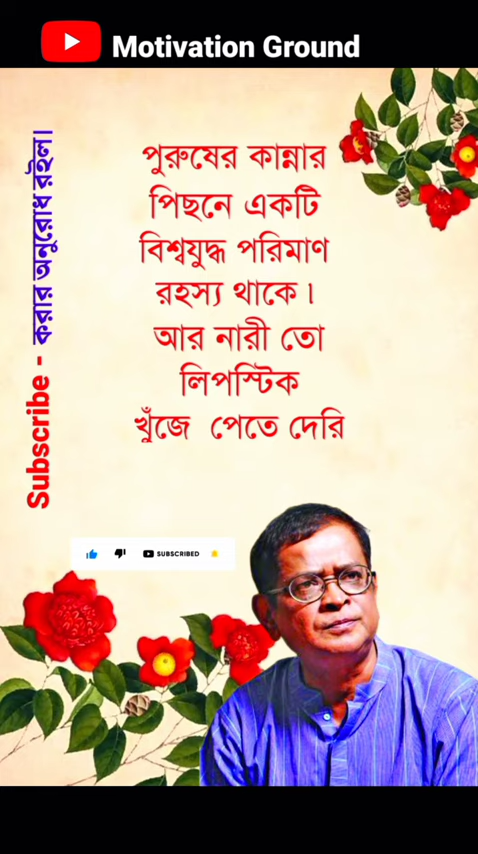 Motivation Ground
Subscribe - করার অনুরোধ রইল।
পুরুষের কান্নার
পিছনে একটি
বিশ্বযুদ্ধ পরিমাণ
রহস্য থাকে ৷
আর নারী তো
লিপস্টিক
খুঁজে পেতে দেরি
SUBSCRIBED